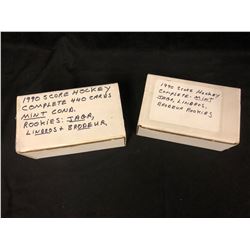 1990 SCORE HOCKEY
COMPLETE 440 CARDS
MINT COND.
ROOKIES: JAGR,
LINDROS & BRODEUR,
1990 SCORE HOCKEY
COMPLETE. MINT
JAGR, LINDROS,
BRODEUR ROOKIES